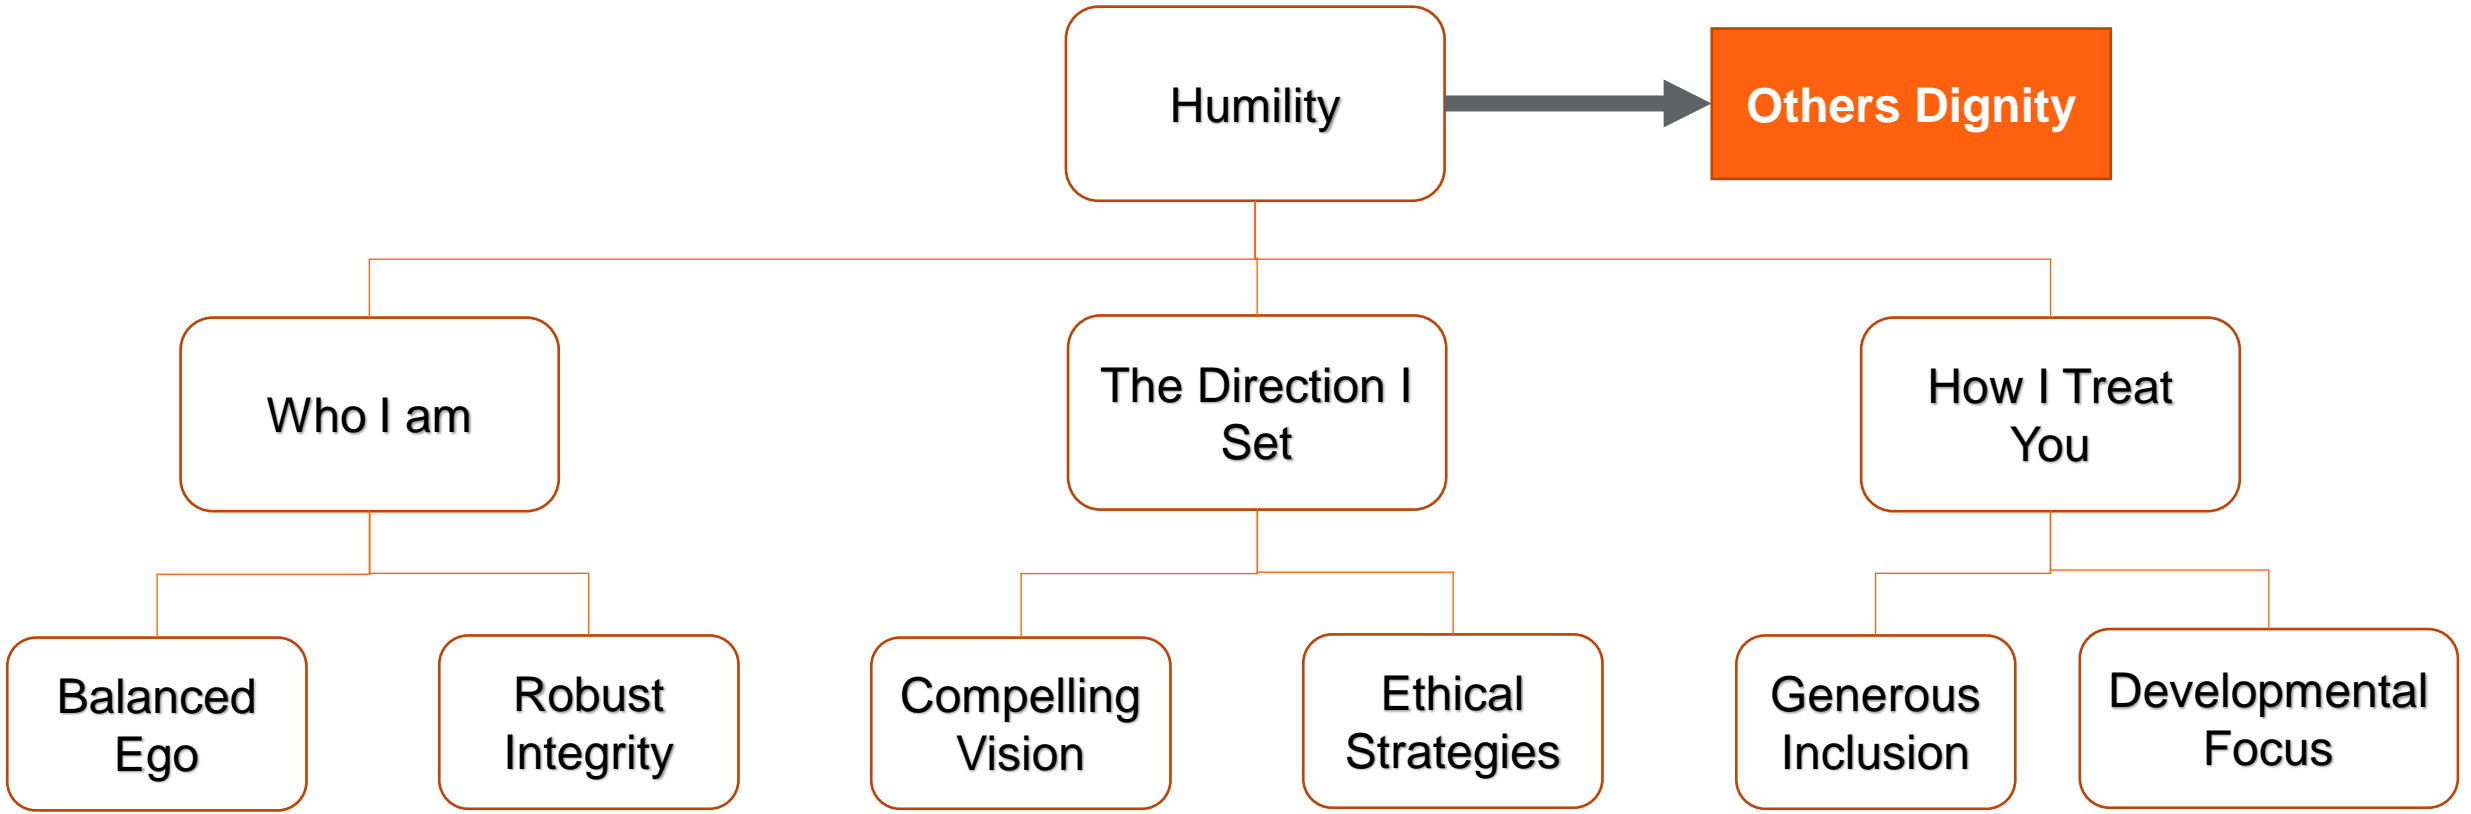 Humility
Others Dignity
Who I am
The Direction I
Set
How I Treat
You
Balanced
Ego
Robust
Integrity
Compelling
Vision
Ethical
Strategies
Generous
Inclusion
Developmental
Focus